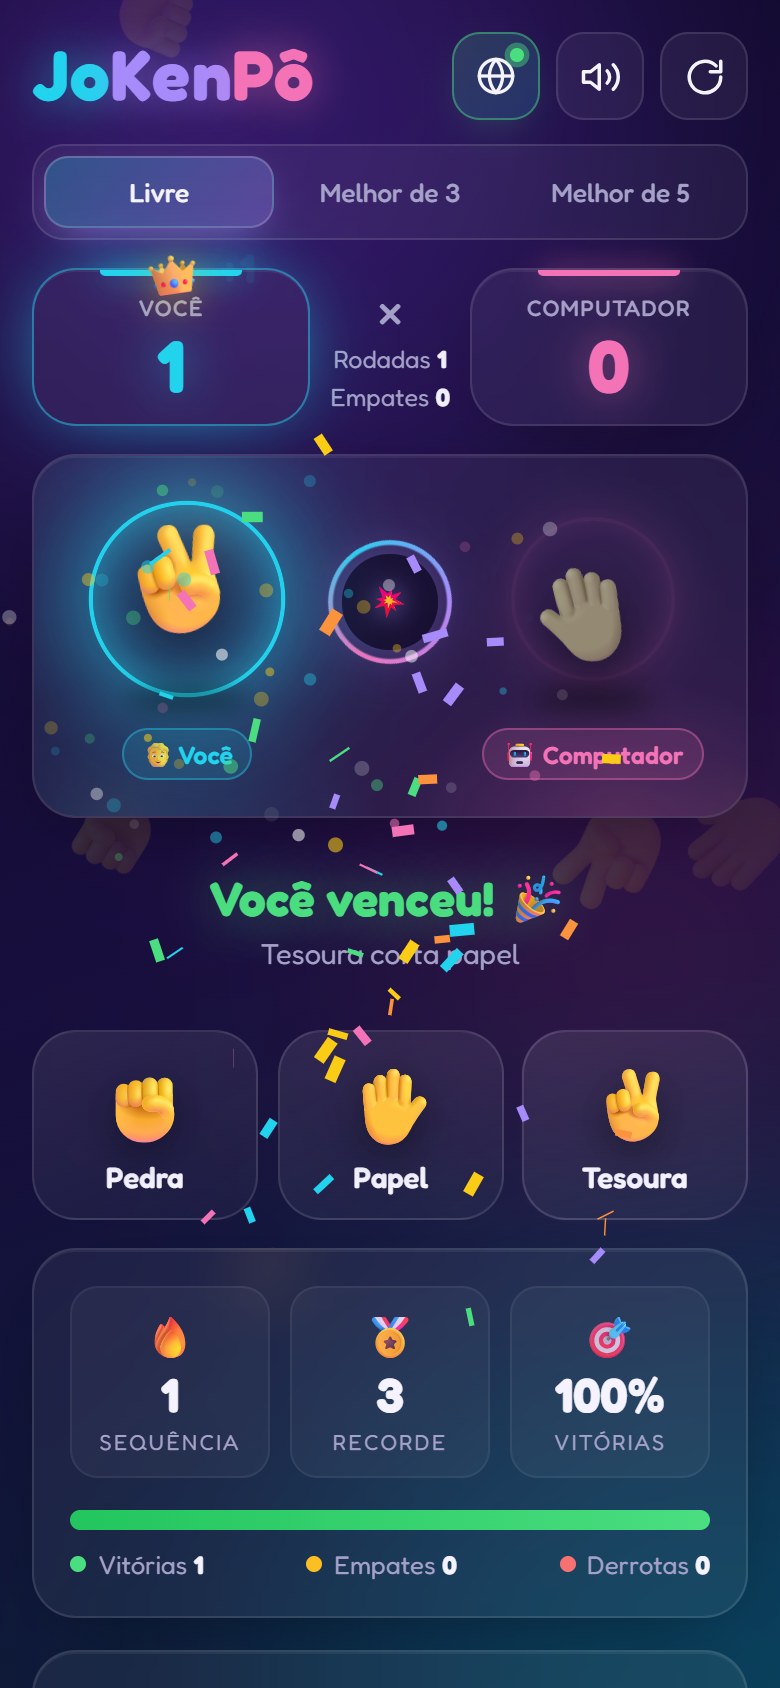 JoKenPô
Livre
Melhor de 3
Melhor de 5
VOCÊ
1
×
Rodadas 1
Empates 0
COMPUTADOR
0
Você
Computador
Você venceu!
Tesoura corta papel
Pedra
Papel
Tesoura
1
SEQUÊNCIA
3
RECORDE
100%
VITÓRIAS
Vitórias 1
Empates 0
Derrotas 0